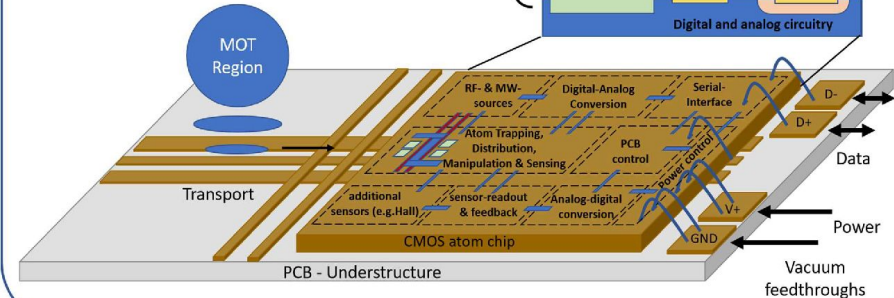 Digital and analog circuitry
MOT
Region
RF- & MW-
sources
Digital-Analog
Conversion
Serial-
Interface
D-
D+
Data
Atom Trapping,
Distribution,
Manipulation & Sensing
PCB
control
Power control
Transport
additional
sensors (e.g.Hall)
sensor-readout
& feedback
Analog-digital
conversion
V+
GND
Power
CMOS atom chip
PCB - Understructure
Vacuum
feedthroughs